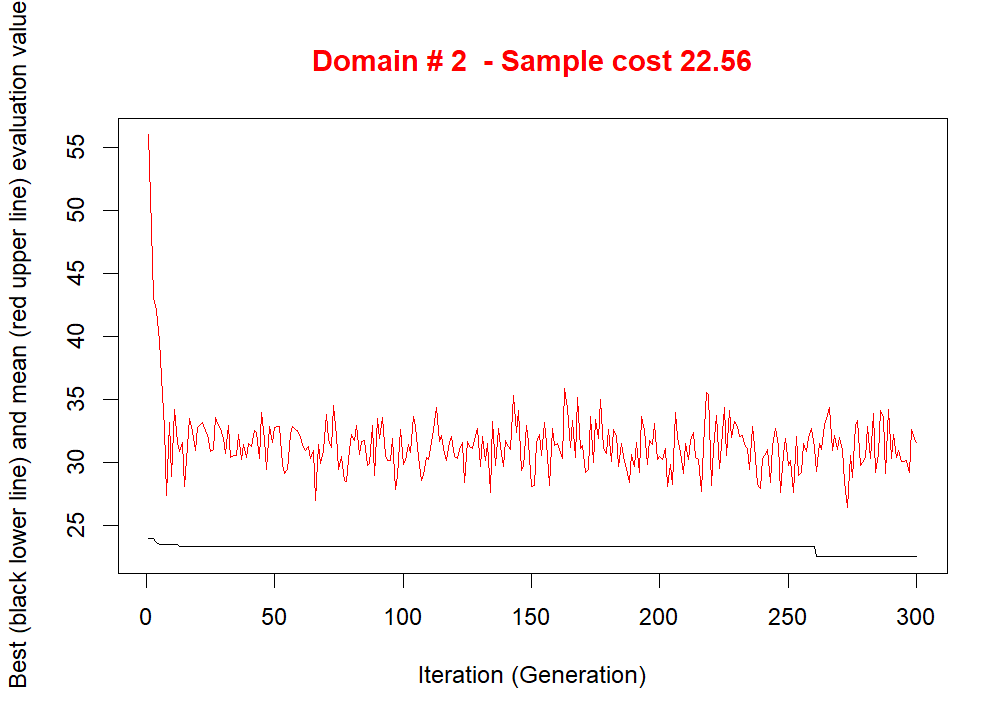 Domain # 2  - Sample cost 22.56
Best (black lower line) and mean (red upper line) evaluation value
55
50
45
40
35
30
25
0 50 100 150 200 250 300
Iteration (Generation)